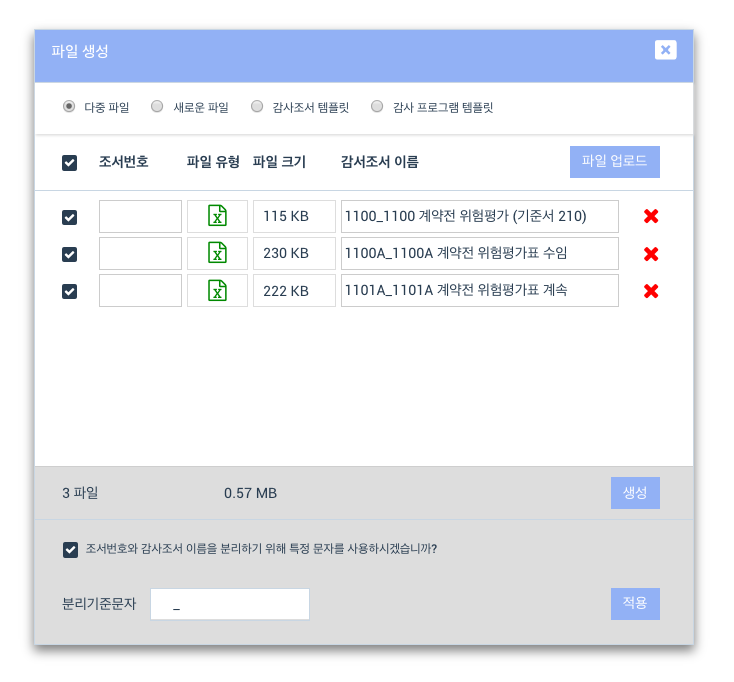 파일 생성
다중 파일 새로운 파일 감사조서 템플릿 감사 프로그램 템플릿
조서번호 파일 유형 파일 크기 감서조서 이름 파일 업로드
115 KB 1100_1100 계약전 위험평가 (기준서 210)
230 KB 1100A_1100A 계약전 위험평가표 수임
222 KB 1101A_1101A 계약전 위험평가표 계속
3 파일 0.57 MB 생성
조서번호와 감사조서 이름을 분리하기 위해 특정 문자를 사용하시겠습니까?
분리기준문자 _ 적용